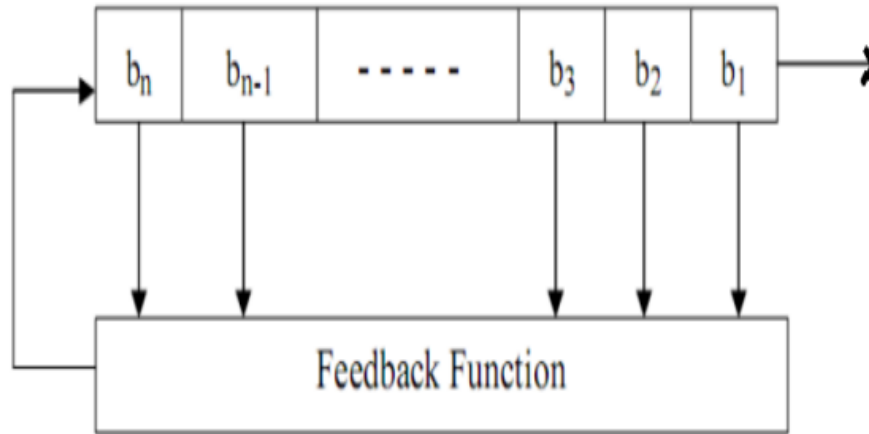 bₙ bₙ₋₁ - - - - - b₃ b₂ b₁
Feedback Function